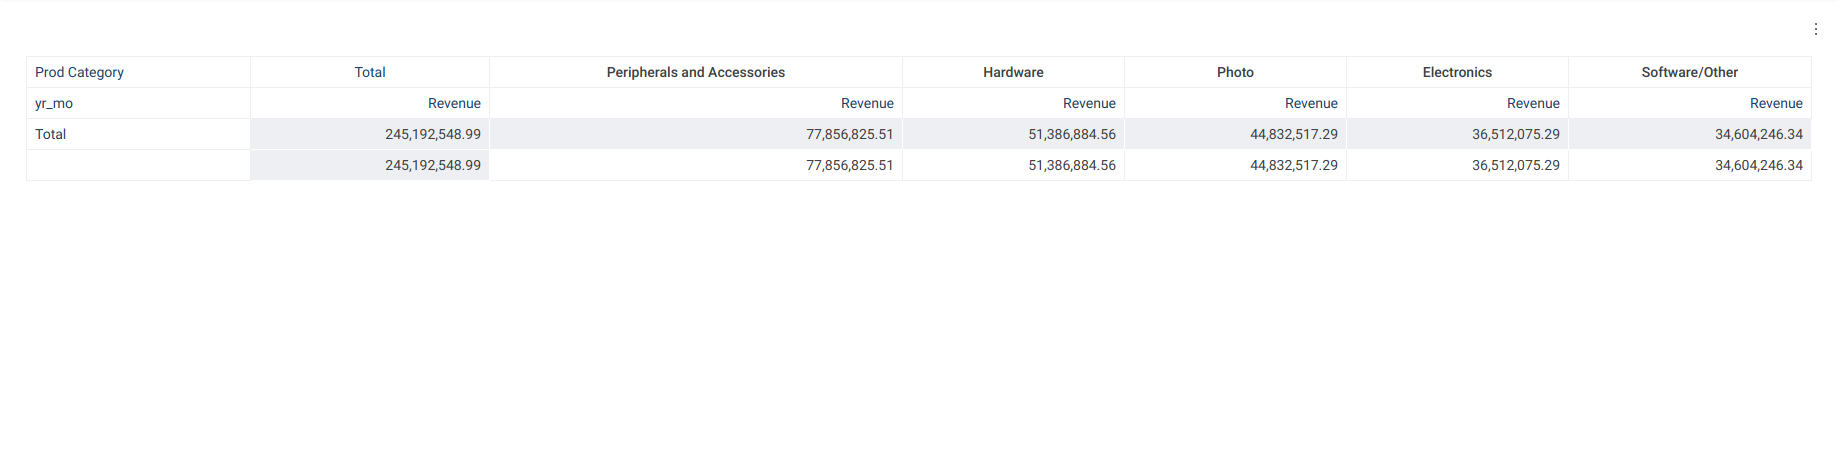 Prod Category Total Peripherals and Accessories Hardware Photo Electronics Software/Other
yr_mo Revenue Revenue Revenue Revenue Revenue Revenue
Total 245,192,548.99 77,856,825.51 51,386,884.56 44,832,517.29 36,512,075.29 34,604,246.34
245,192,548.99 77,856,825.51 51,386,884.56 44,832,517.29 36,512,075.29 34,604,246.34